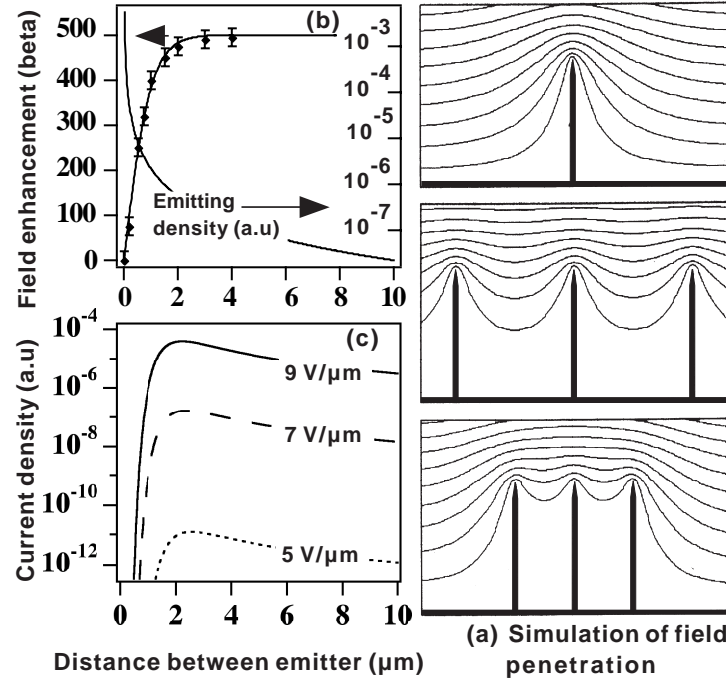 (b)
Field enhancement (beta)
500
400
300
200
100
0
10⁻³
10⁻⁴
10⁻⁵
10⁻⁶
10⁻⁷
Emitting
density (a.u)
0 2 4 6 8 10µm
(c)
Current density (a.u)
10⁻⁴
10⁻⁶
10⁻⁸
10⁻¹⁰
10⁻¹²
9 V/µm
7 V/µm
5 V/µm
0 2 4 6 8 10
Distance between emitter (µm)
(a) Simulation of field
penetration